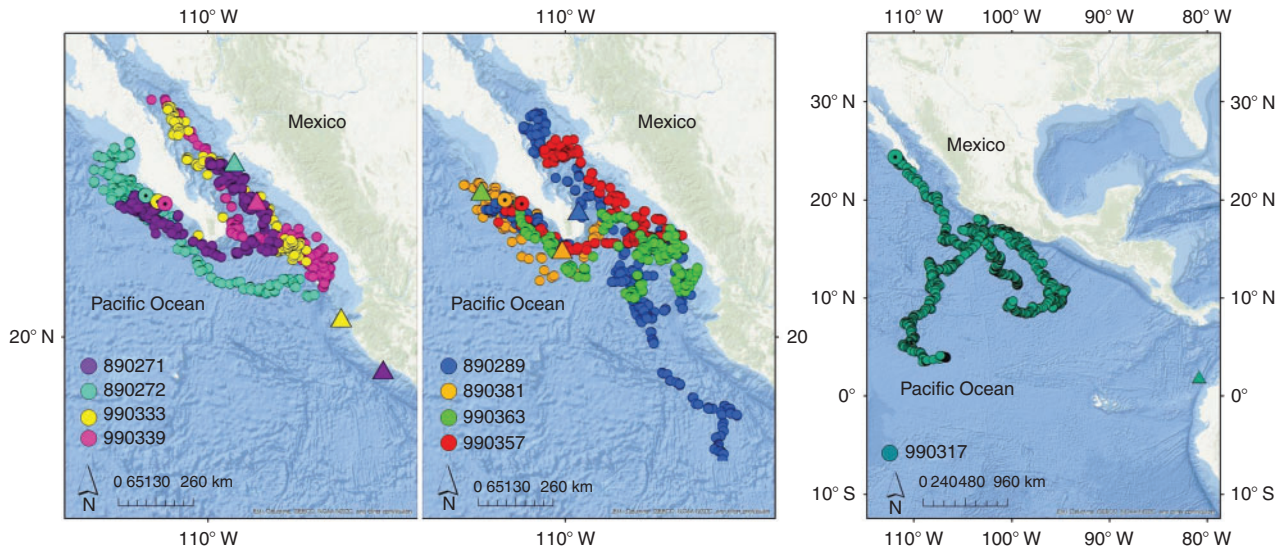 110° W
110° W
110° W 100° W 90° W 80° W
Mexico
Pacific Ocean
20° N
890271
890272
990333
990339
0 65130 260 km
N
110° W
Mexico
Pacific Ocean
20
890289
890381
990363
990357
0 65130 260 km
N
110° W
30° N
30° N
Mexico
20° N
20° N
10° N
10° N
0°
0°
Pacific Ocean
990317
0 240480 960 km
N
10° S
10° S
110° W 100° W 90° W 80° W